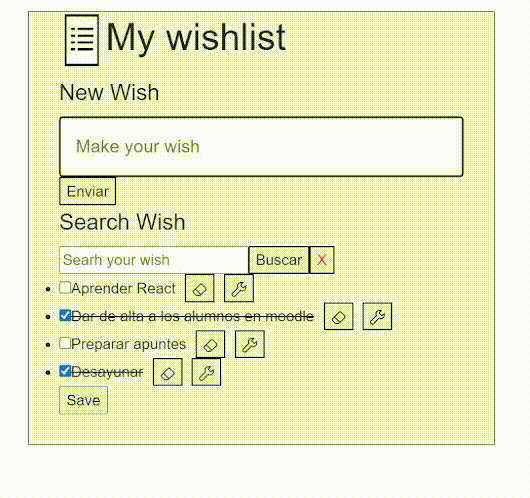 My wishlist
New Wish
Make your wish
Enviar
Search Wish
Searh your wish Buscar X
Aprender React
Dar de alta a los alumnos en moodle
Preparar apuntes
Desayunar
Save